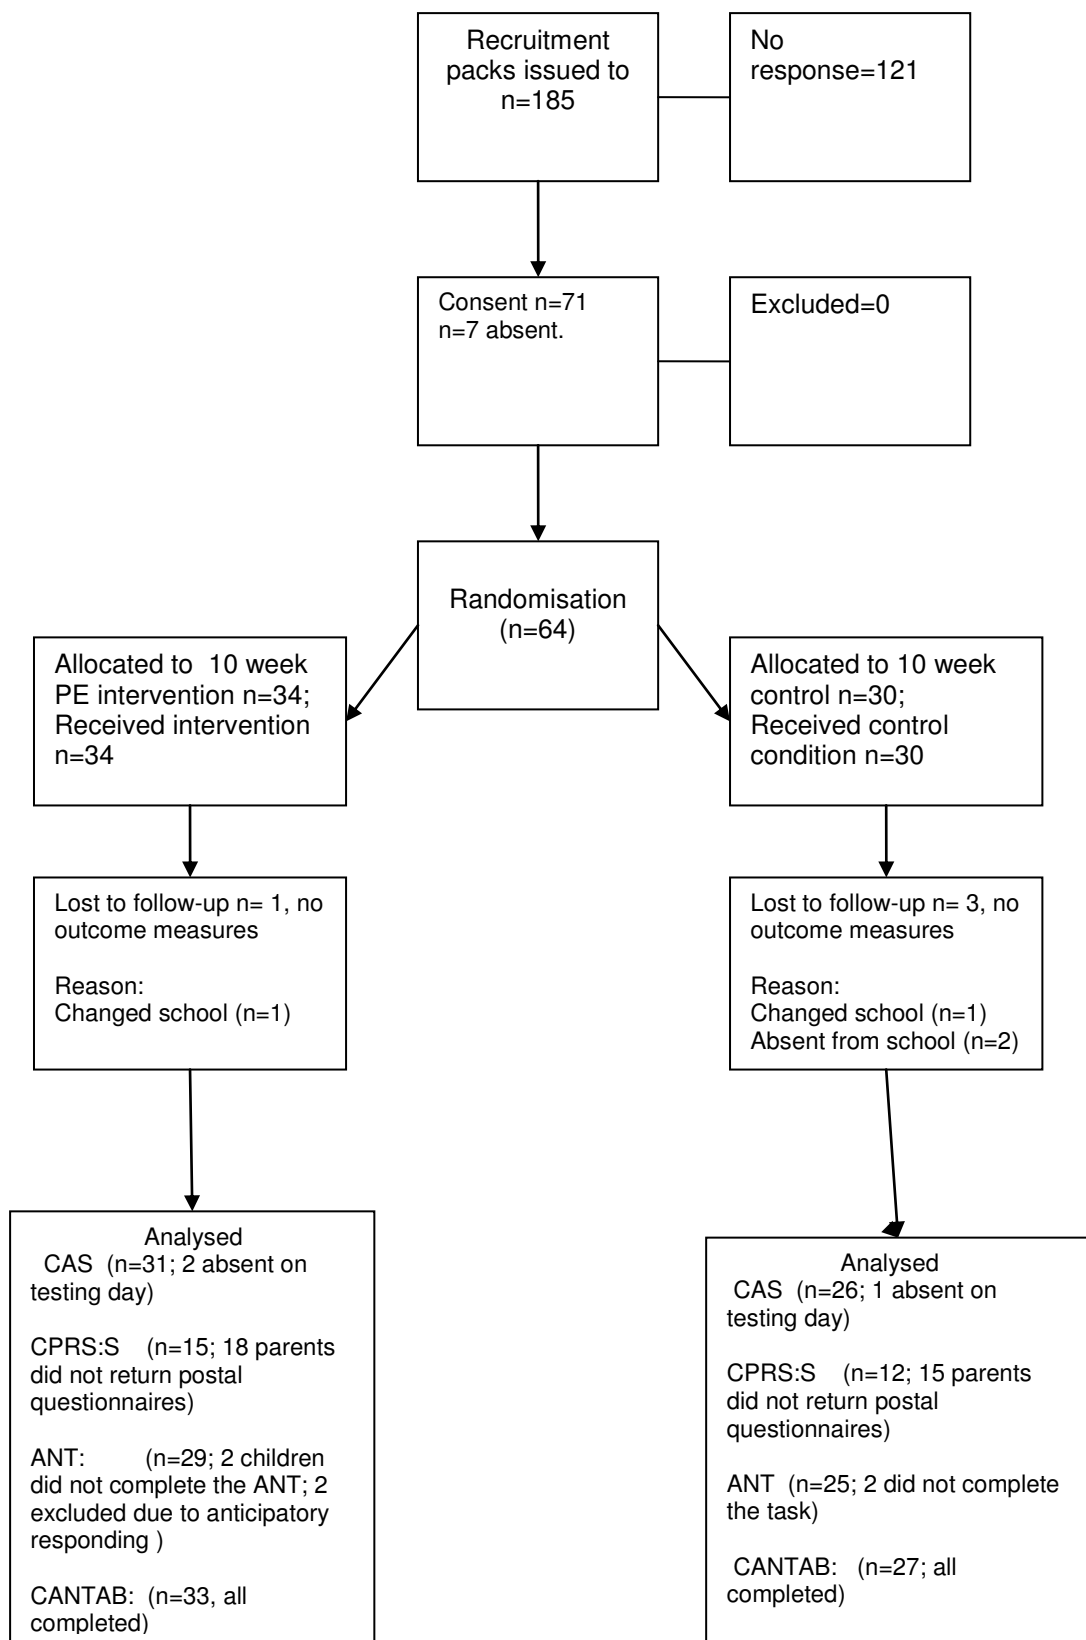 Recruitment
packs issued to
n=185
No
response=121
Consent n=71
n=7 absent.
Excluded=0
Randomisation
(n=64)
Allocated to 10 week
PE intervention n=34;
Received intervention
n=34
Allocated to 10 week
control n=30;
Received control
condition n=30
Lost to follow-up n= 1, no
outcome measures
Reason:
Changed school (n=1)
Lost to follow-up n= 3, no
outcome measures
Reason:
Changed school (n=1)
Absent from school (n=2)
Analysed
CAS (n=31; 2 absent on
testing day)
CPRS:S (n=15; 18 parents
did not return postal
questionnaires)
ANT: (n=29; 2 children
did not complete the ANT; 2
excluded due to anticipatory
responding )
CANTAB: (n=33, all
completed)
Analysed
CAS (n=26; 1 absent on
testing day)
CPRS:S (n=12; 15 parents
did not return postal
questionnaires)
ANT (n=25; 2 did not complete
the task)
CANTAB: (n=27; all
completed)